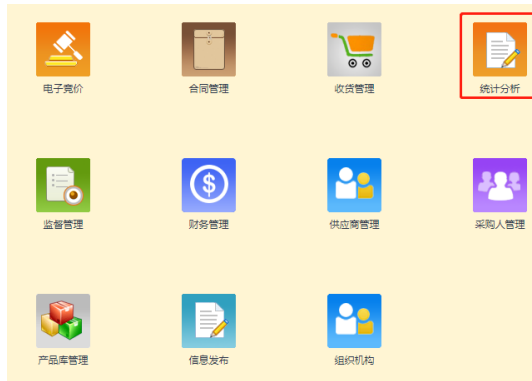 电子竞价
合同管理
收货管理
统计分析
监督管理
财务管理
供应商管理
采购人管理
产品库管理
信息发布
组织机构